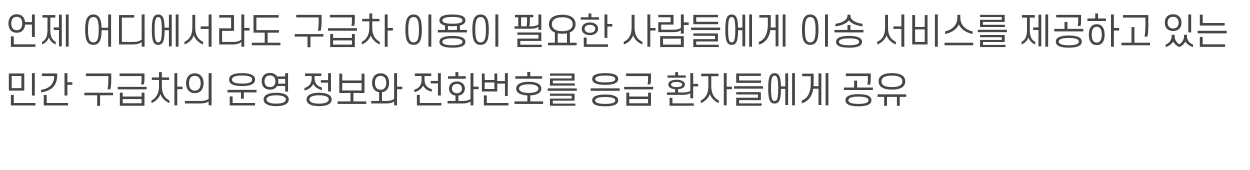 언제 어디에서라도 구급차 이용이 필요한 사람들에게 이송 서비스를 제공하고 있는
민간 구급차의 운영 정보와 전화번호를 응급 환자들에게 공유